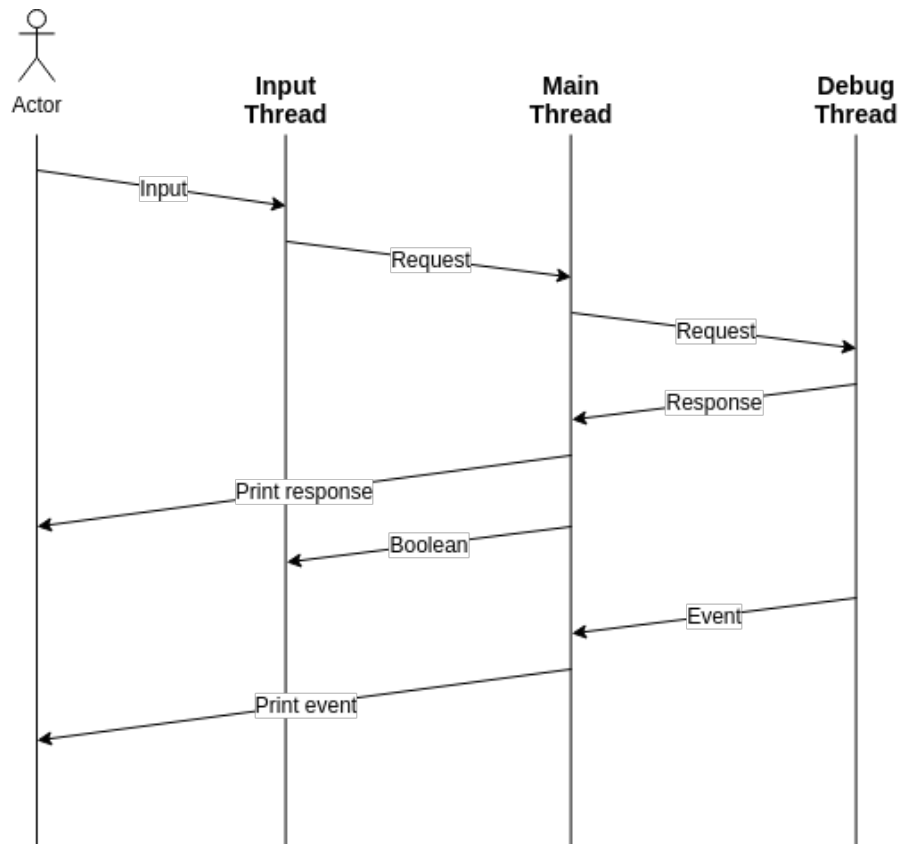 Actor
Input
Thread
Main
Thread
Debug
Thread
Input
Request
Request
Response
Print response
Boolean
Event
Print event